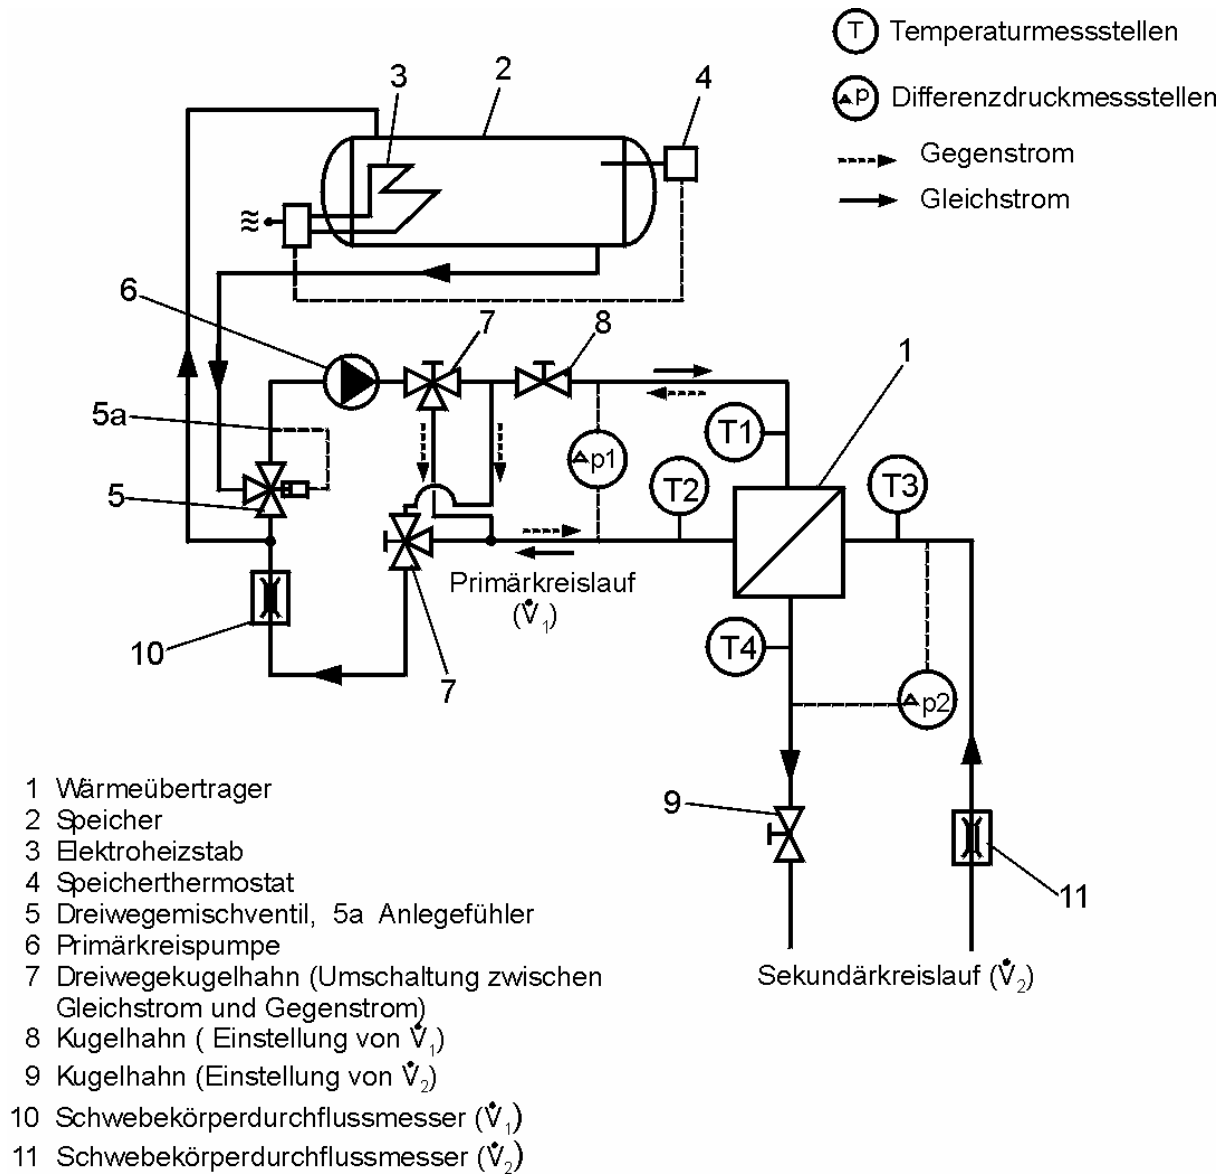 T Temperaturmessstellen
Δp Differenzdruckmessstellen
Gegenstrom
Gleichstrom
3
2
4
6
7
8
1
5a
T1
Δp1
T2
T3
5
Primärkreislauf
(V̇₁)
10
7
T4
Δp2
9
11
Sekundärkreislauf (V̇₂)
1 Wärmeübertrager
2 Speicher
3 Elektroheizstab
4 Speicherthermostat
5 Dreiwegemischventil, 5a Anlegefühler
6 Primärkreispumpe
7 Dreiwegekugelhahn (Umschaltung zwischen
Gleichstrom und Gegenstrom)
8 Kugelhahn ( Einstellung von V̇₁)
9 Kugelhahn (Einstellung von V̇₂)
10 Schwebekörperdurchflussmesser (V̇₁)
11 Schwebekörperdurchflussmesser (V̇₂)